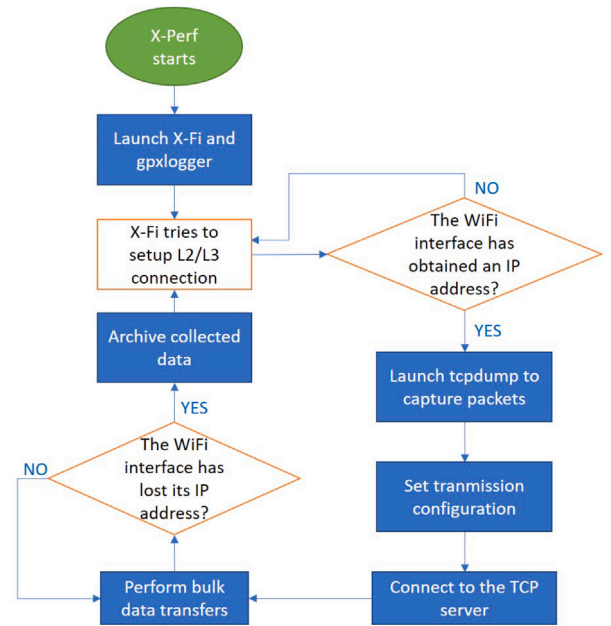 X-Perf
starts
Launch X-Fi and
gpxlogger
X-Fi tries to
setup L2/L3
connection
NO
The WiFi
interface has
obtained an IP
address?
YES
Launch tcpdump to
capture packets
Set tranmission
configuration
Connect to the TCP
server
Perform bulk
data transfers
NO
The WiFi
interface has
lost its IP
address?
YES
Archive collected
data